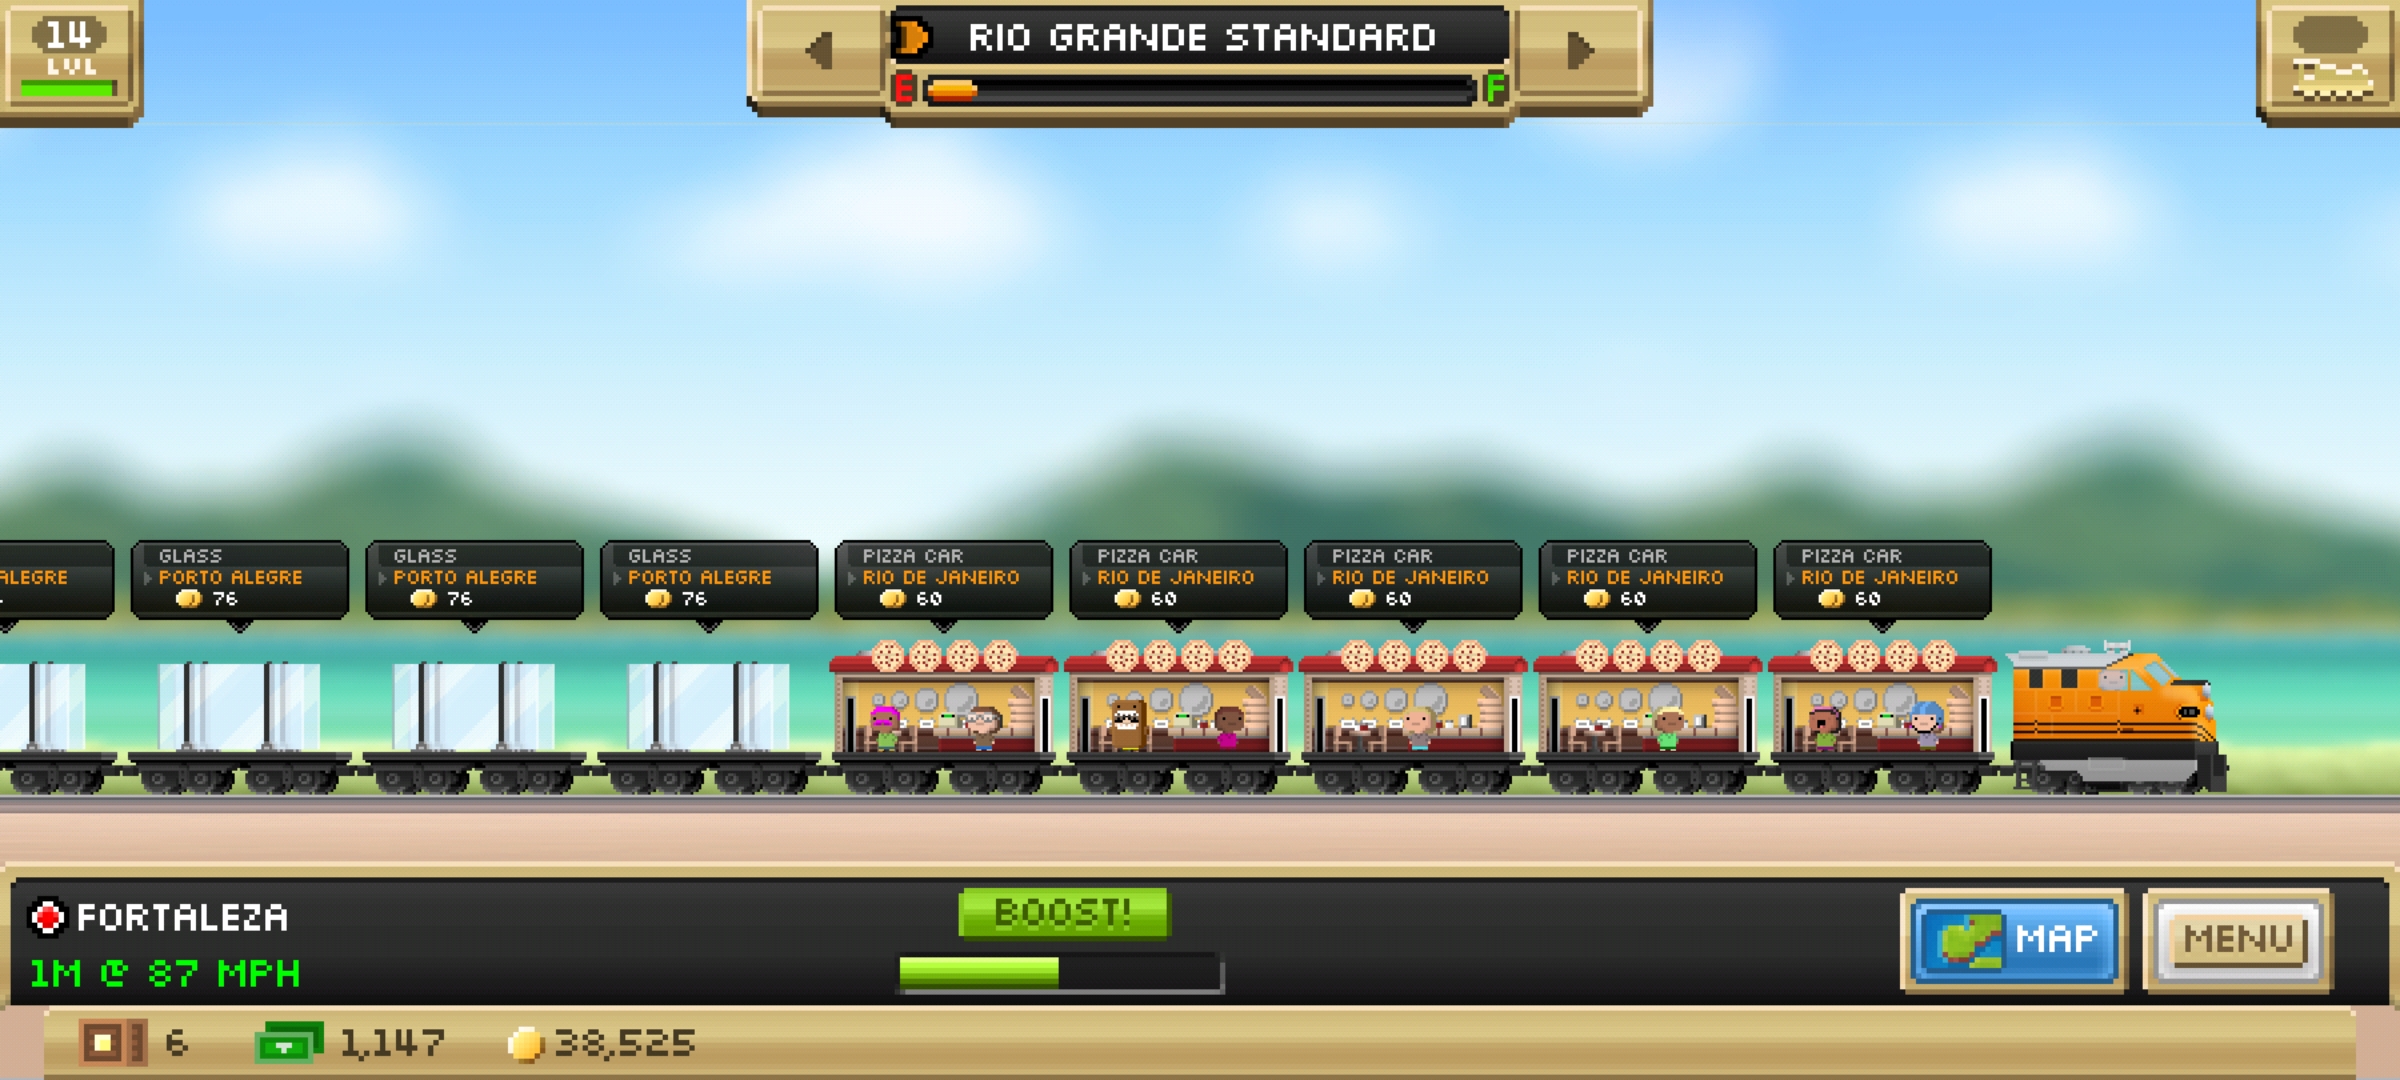 14
LVL
RIO GRANDE STANDARD
E
F
ALEGRE
GLASS
PORTO ALEGRE
76
GLASS
PORTO ALEGRE
76
GLASS
PORTO ALEGRE
76
PIZZA CAR
RIO DE JANEIRO
60
PIZZA CAR
RIO DE JANEIRO
60
PIZZA CAR
RIO DE JANEIRO
60
PIZZA CAR
RIO DE JANEIRO
60
PIZZA CAR
RIO DE JANEIRO
60
FORTALEZA
1M @ 87 MPH
BOOST!
MAP
MENU
6
1,147
38,525